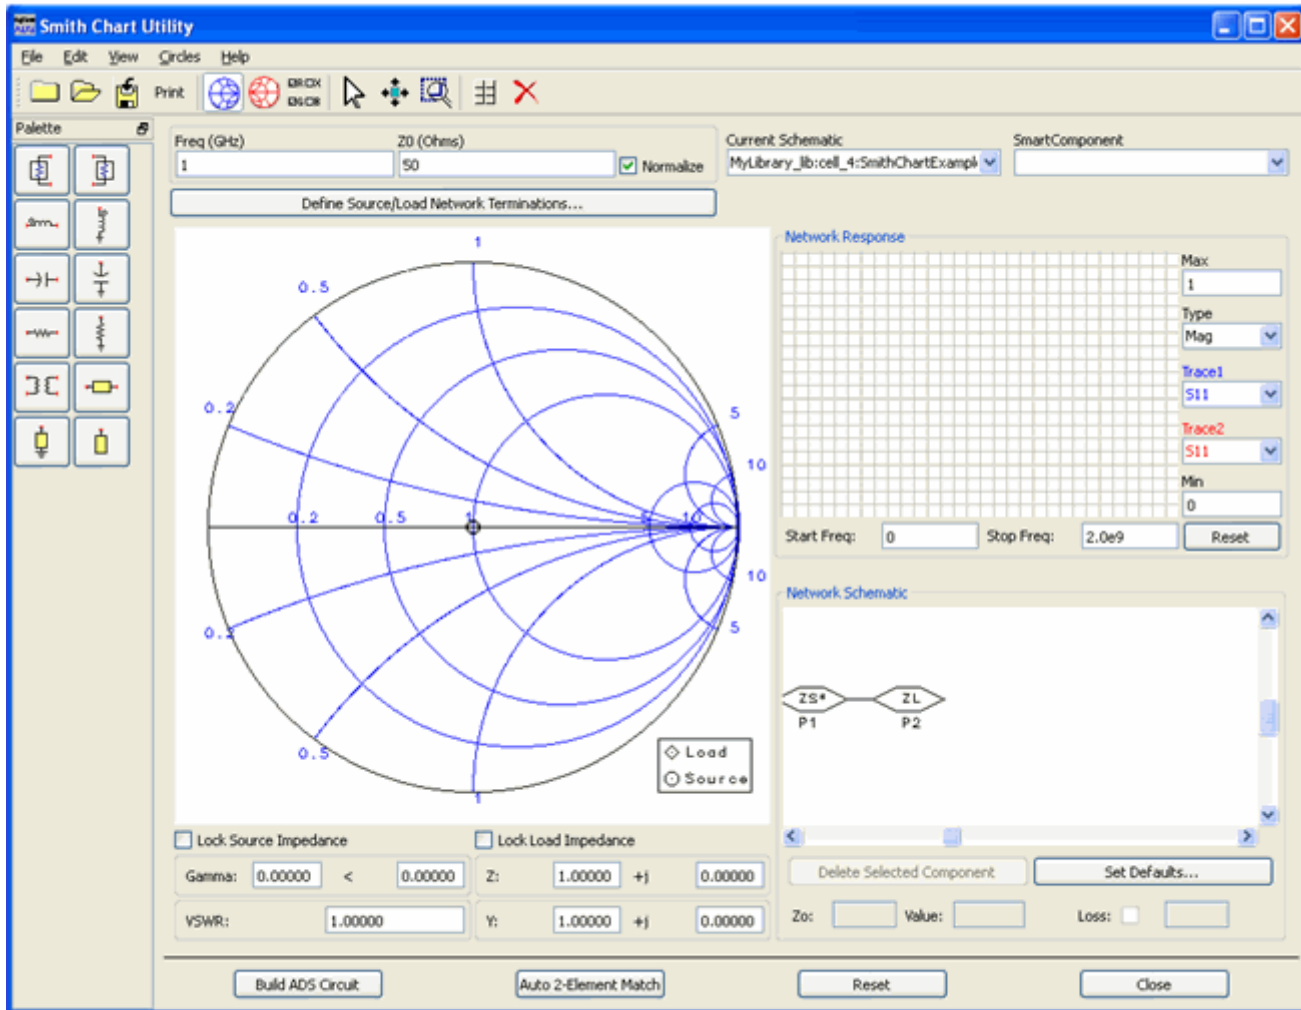 Smith Chart Utility
File Edit View Circles Help
Print
Palette
Freq (GHz) Z0 (Ohms)
1 50 Normalize
Current Schematic SmartComponent
MyLibrary_lib:cell_4:SmithChartExampl
Define Source/Load Network Terminations...
1
0.5
0.2
5
10
0.2 0.5 1 5 10
10
0.2
5
0.5
1
Load
Source
Network Response
Max
1
Type
Mag
Trace1
S11
Trace2
S11
Min
0
Start Freq: 0 Stop Freq: 2.0e9 Reset
Network Schematic
ZS* ZL
P1 P2
Lock Source Impedance Lock Load Impedance
Gamma: 0.00000 < 0.00000 Z: 1.00000 +j 0.00000
VSWR: 1.00000 Y: 1.00000 +j 0.00000
Delete Selected Component Set Defaults...
Zo: Value: Loss:
Build ADS Circuit Auto 2-Element Match Reset Close